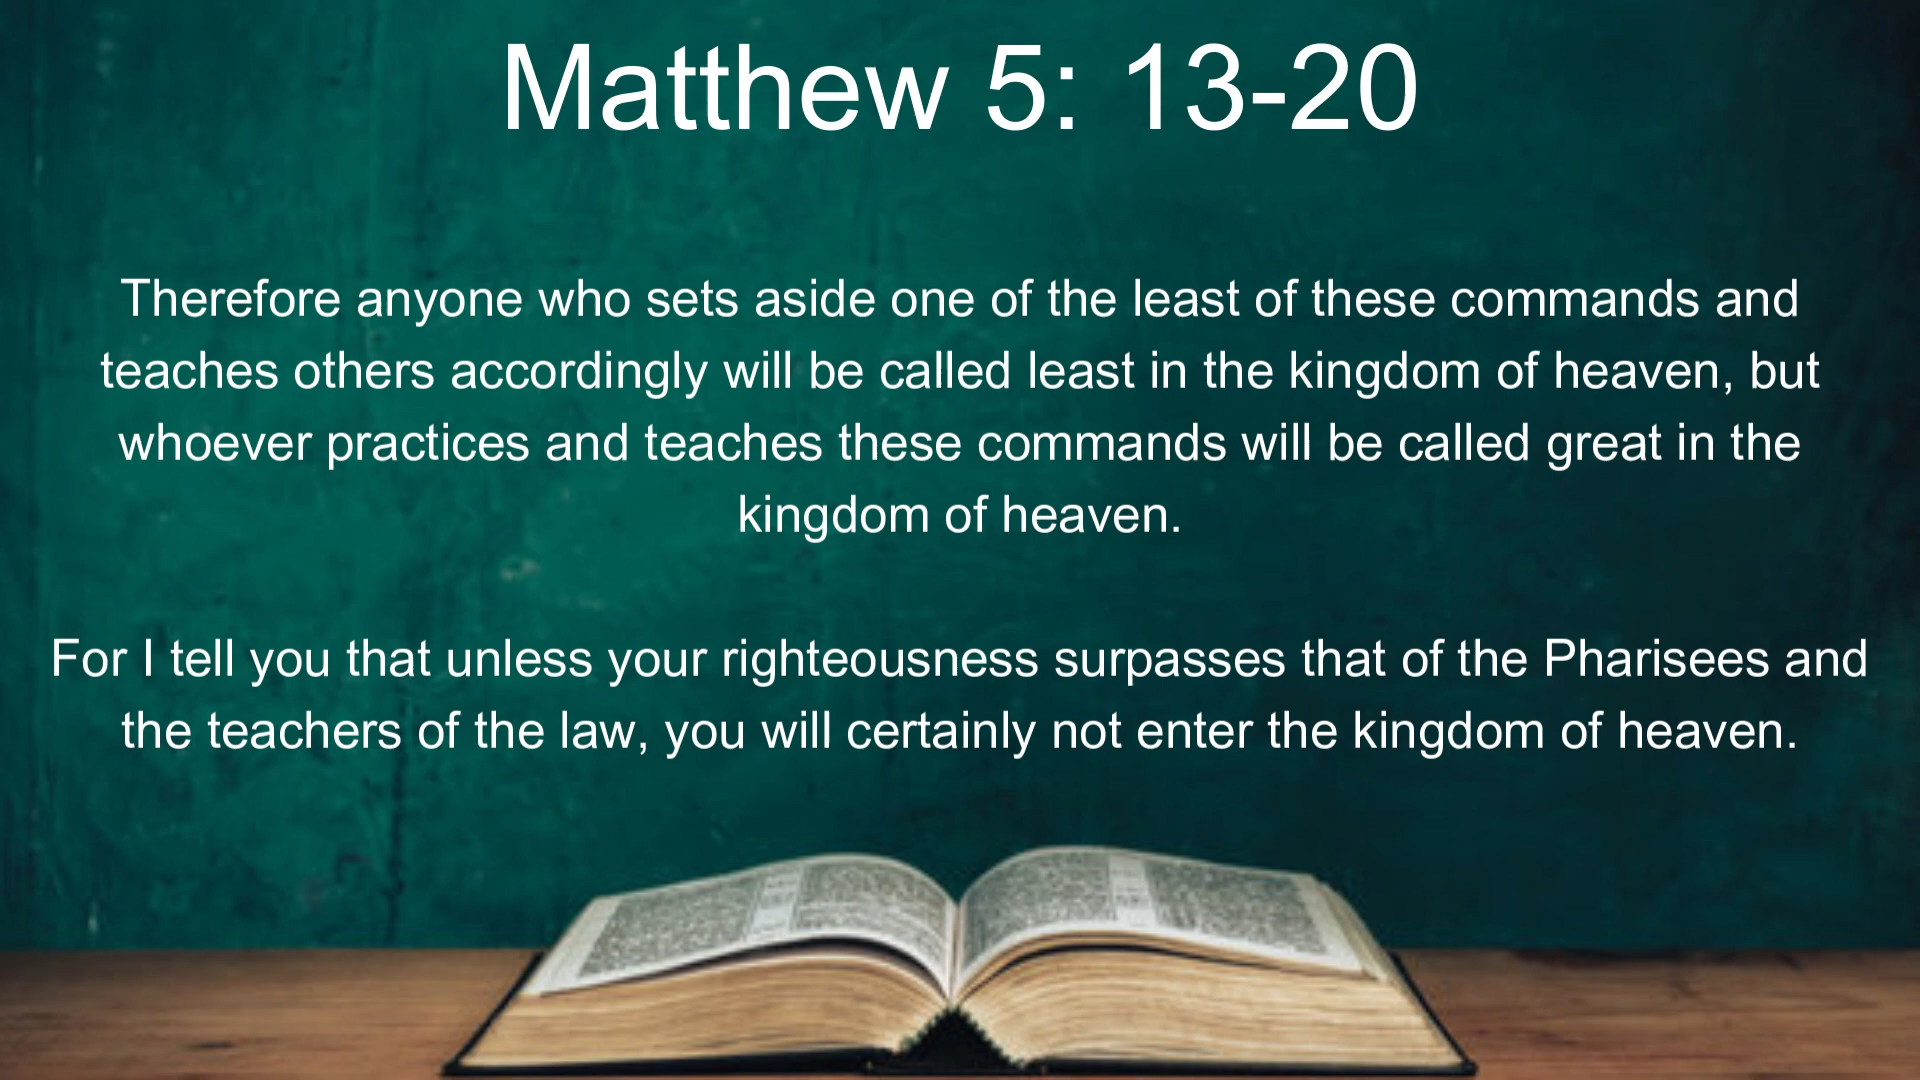 Matthew 5: 13-20
Therefore anyone who sets aside one of the least of these commands and
teaches others accordingly will be called least in the kingdom of heaven, but
whoever practices and teaches these commands will be called great in the
kingdom of heaven.
For I tell you that unless your righteousness surpasses that of the Pharisees and
the teachers of the law, you will certainly not enter the kingdom of heaven.